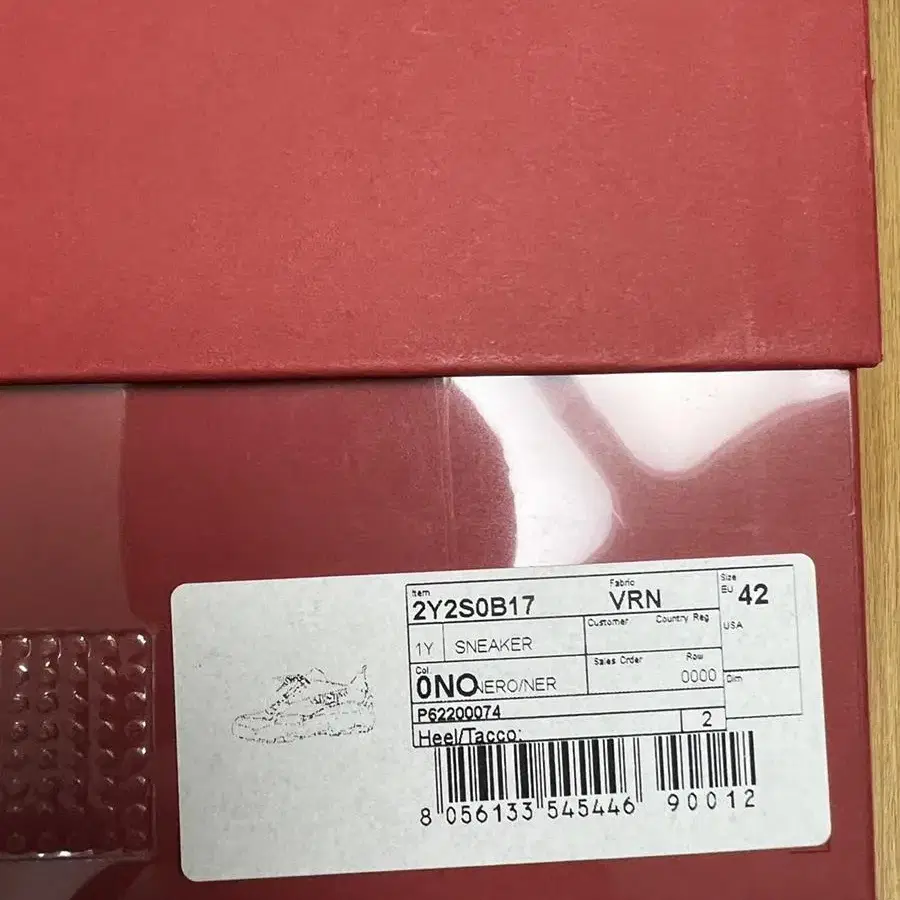 Item Fabric Size
2Y2S0B17 VRN EU 42
Customer Country Reg USA
1Y SNEAKER
Col Sales Order Row Dim
0NO NERO/NER 0000
P62200074 2
Heel/Tacco:
8 056133 545446 90012